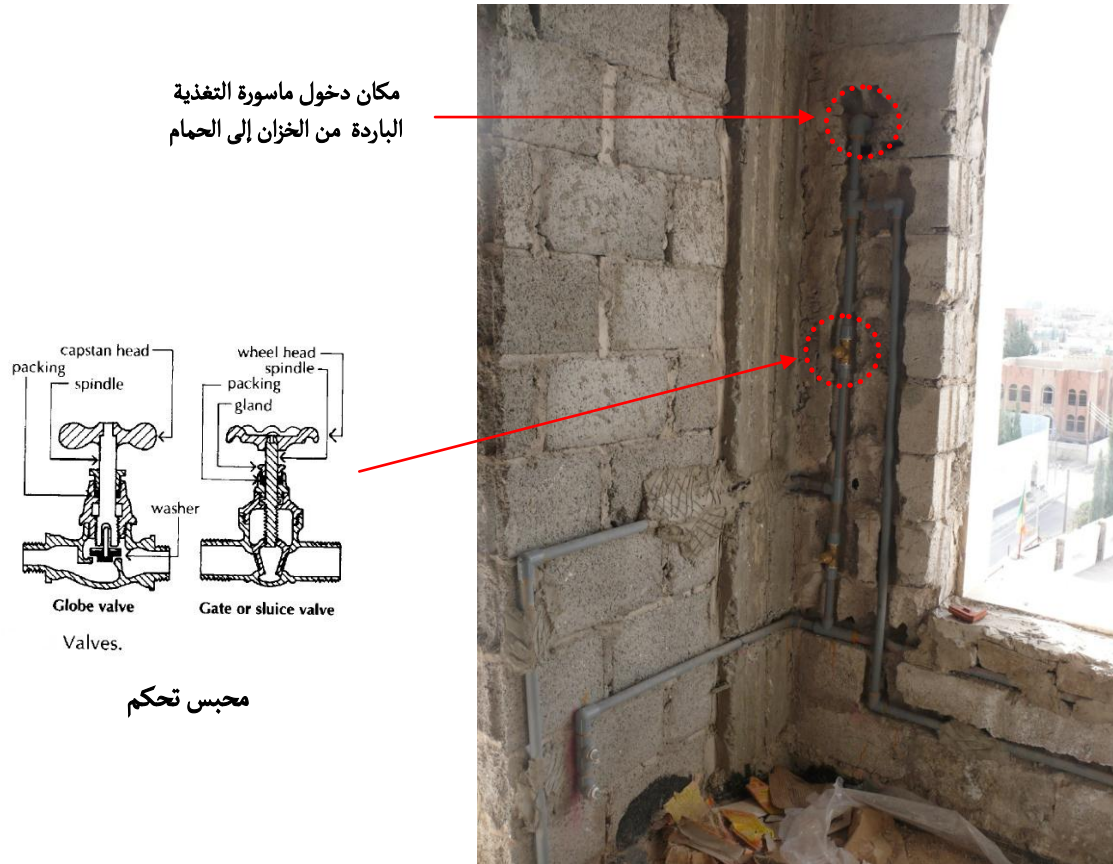 مكان دخول ماسورة التغذية
الباردة من الخزان إلى الحمام
capstan head
packing
spindle
washer
Globe valve
wheel head
spindle
packing
gland
Gate or sluice valve
Valves.
محبس تحكم